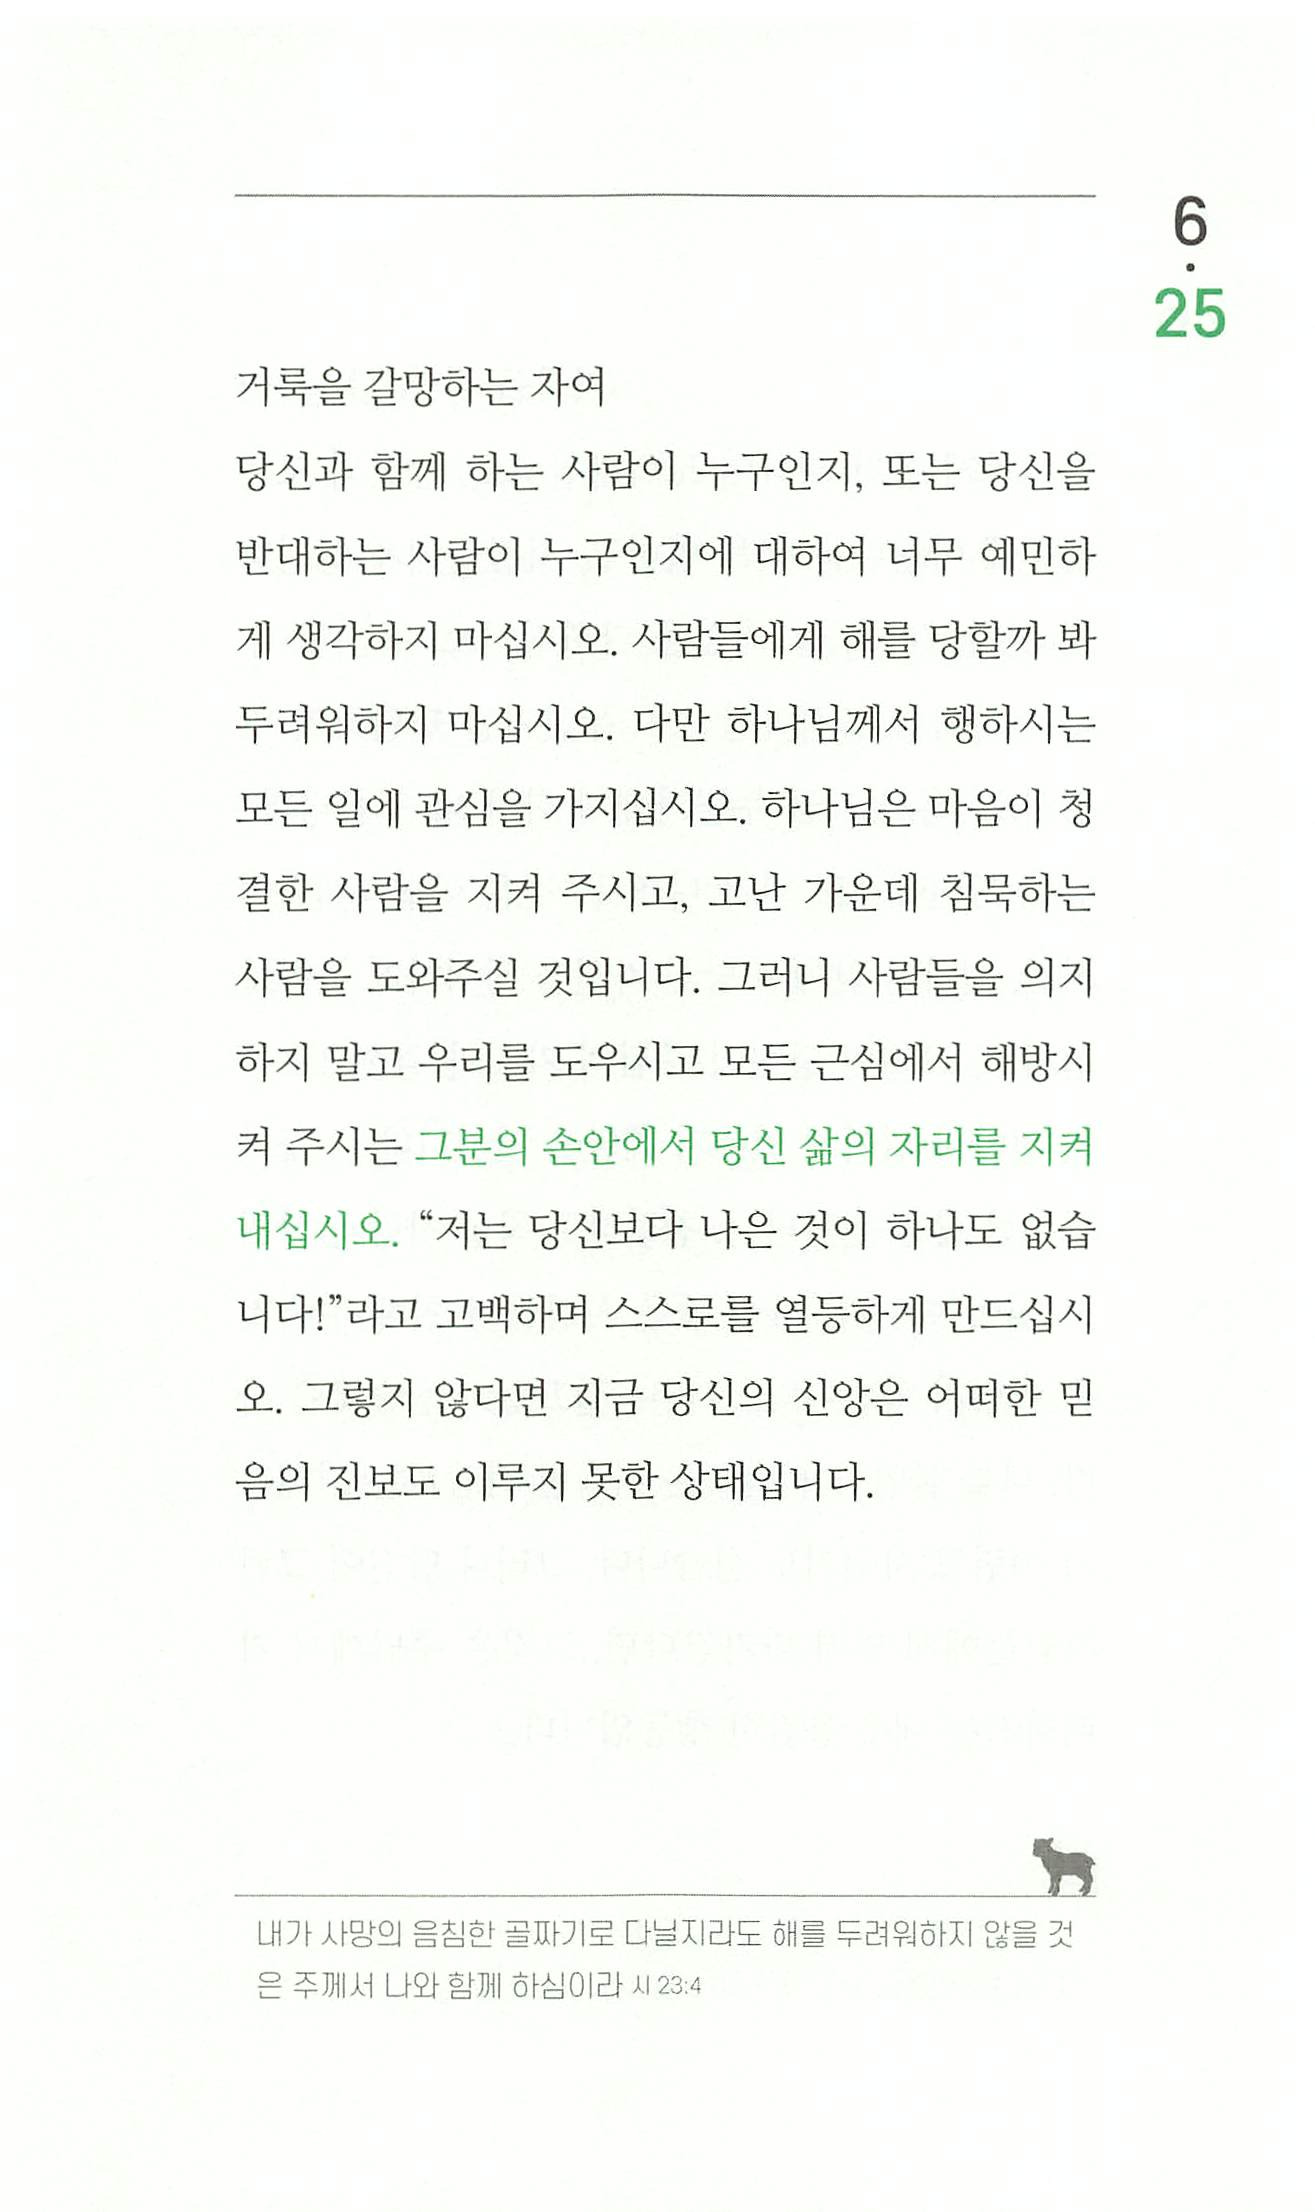 6
·
25
거룩을 갈망하는 자여
당신과 함께 하는 사람이 누구인지, 또는 당신을
반대하는 사람이 누구인지에 대하여 너무 예민하
게 생각하지 마십시오. 사람들에게 해를 당할까 봐
두려워하지 마십시오. 다만 하나님께서 행하시는
모든 일에 관심을 가지십시오. 하나님은 마음이 청
결한 사람을 지켜 주시고, 고난 가운데 침묵하는
사람을 도와주실 것입니다. 그러니 사람들을 의지
하지 말고 우리를 도우시고 모든 근심에서 해방시
켜 주시는 그분의 손안에서 당신 삶의 자리를 지켜
내십시오. “저는 당신보다 나은 것이 하나도 없습
니다!”라고 고백하며 스스로를 열등하게 만드십시
오. 그렇지 않다면 지금 당신의 신앙은 어떠한 믿
음의 진보도 이루지 못한 상태입니다.
내가 사망의 음침한 골짜기로 다닐지라도 해를 두려워하지 않을 것
은 주께서 나와 함께 하심이라 시 23:4